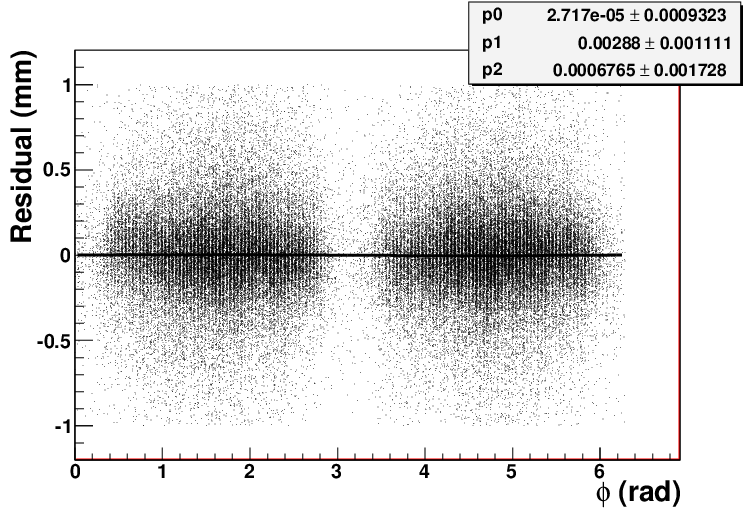 p0 2.717e-05 ± 0.0009323
p1 0.00288 ± 0.001111
p2 0.0006765 ± 0.001728
Residual (mm)
1
0.5
0
-0.5
-1
0 1 2 3 4 5 6
ϕ (rad)